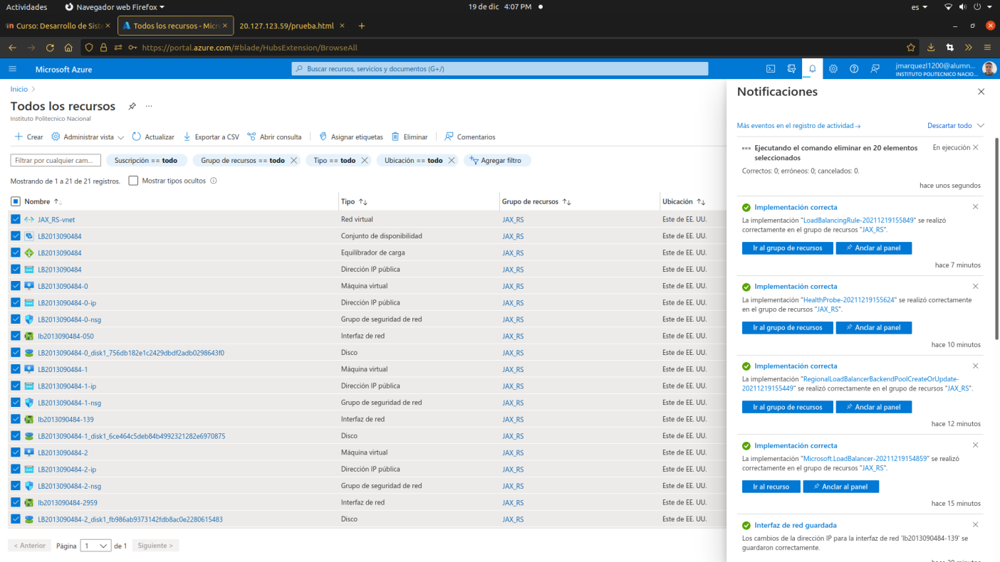 Actividades
Navegador web Firefox
19 de dic 4:07 PM
es
Curso: Desarrollo de Siste
Todos los recursos - Micro
20.127.123.59/prueba.html
https://portal.azure.com/#blade/HubsExtension/BrowseAll
Microsoft Azure
Buscar recursos, servicios y documentos (G+/)
jmarquezl1200@alumn...
INSTITUTO POLITECNICO NACIO...
Inicio
Todos los recursos
Instituto Politecnico Nacional
Crear
Administrar vista
Actualizar
Exportar a CSV
Abrir consulta
Asignar etiquetas
Eliminar
Comentarios
Filtrar por cualquier cam...
Suscripción == todo
Grupo de recursos == todo
Tipo == todo
Ubicación == todo
Agregar filtro
Mostrando de 1 a 21 de 21 registros.
Mostrar tipos ocultos
Nombre Tipo Grupo de recursos Ubicación
JAX_RS-vnet Red virtual JAX_RS Este de EE. UU.
LB2013090484 Conjunto de disponibilidad JAX_RS Este de EE. UU.
LB2013090484 Equilibrador de carga JAX_RS Este de EE. UU.
LB2013090484 Dirección IP pública JAX_RS Este de EE. UU.
LB2013090484-0 Máquina virtual JAX_RS Este de EE. UU.
LB2013090484-0-ip Dirección IP pública JAX_RS Este de EE. UU.
LB2013090484-0-nsg Grupo de seguridad de red JAX_RS Este de EE. UU.
lb2013090484-050 Interfaz de red JAX_RS Este de EE. UU.
LB2013090484-0_disk1_756db182e1c2429dbdf2adb0298643f0 Disco JAX_RS Este de EE. UU.
LB2013090484-1 Máquina virtual JAX_RS Este de EE. UU.
LB2013090484-1-ip Dirección IP pública JAX_RS Este de EE. UU.
LB2013090484-1-nsg Grupo de seguridad de red JAX_RS Este de EE. UU.
lb2013090484-139 Interfaz de red JAX_RS Este de EE. UU.
LB2013090484-1_disk1_6ce464c5deb84b4992321282e6970875 Disco JAX_RS Este de EE. UU.
LB2013090484-2 Máquina virtual JAX_RS Este de EE. UU.
LB2013090484-2-ip Dirección IP pública JAX_RS Este de EE. UU.
LB2013090484-2-nsg Grupo de seguridad de red JAX_RS Este de EE. UU.
lb2013090484-2959 Interfaz de red JAX_RS Este de EE. UU.
LB2013090484-2_disk1_fb986ab9373142fdb8ac0e2280615483 Disco JAX_RS Este de EE. UU.
< Anterior Página 1 de 1 Siguiente >
Notificaciones
Más eventos en el registro de actividad→
Descartar todo
Ejecutando el comando eliminar en 20 elementos
seleccionados
En ejecución
Correctos: 0; erróneos: 0; cancelados: 0.
hace unos segundos
Implementación correcta
La implementación "LoadBalancingRule-20211219155849" se realizó
correctamente en el grupo de recursos "JAX_RS".
Ir al grupo de recursos
Anclar al panel
hace 7 minutos
Implementación correcta
La implementación "HealthProbe-20211219155624" se realizó correctamente
en el grupo de recursos "JAX_RS".
Ir al grupo de recursos
Anclar al panel
hace 10 minutos
Implementación correcta
La implementación "RegionalLoadBalancerBackendPoolCreateOrUpdate-
20211219155449" se realizó correctamente en el grupo de recursos "JAX_RS".
Ir al grupo de recursos
Anclar al panel
hace 12 minutos
Implementación correcta
La implementación "Microsoft.LoadBalancer-20211219154859" se realizó
correctamente en el grupo de recursos "JAX_RS".
Ir al recurso
Anclar al panel
hace 15 minutos
Interfaz de red guardada
Los cambios de la dirección IP para la interfaz de red 'lb2013090484-139' se
guardaron correctamente.